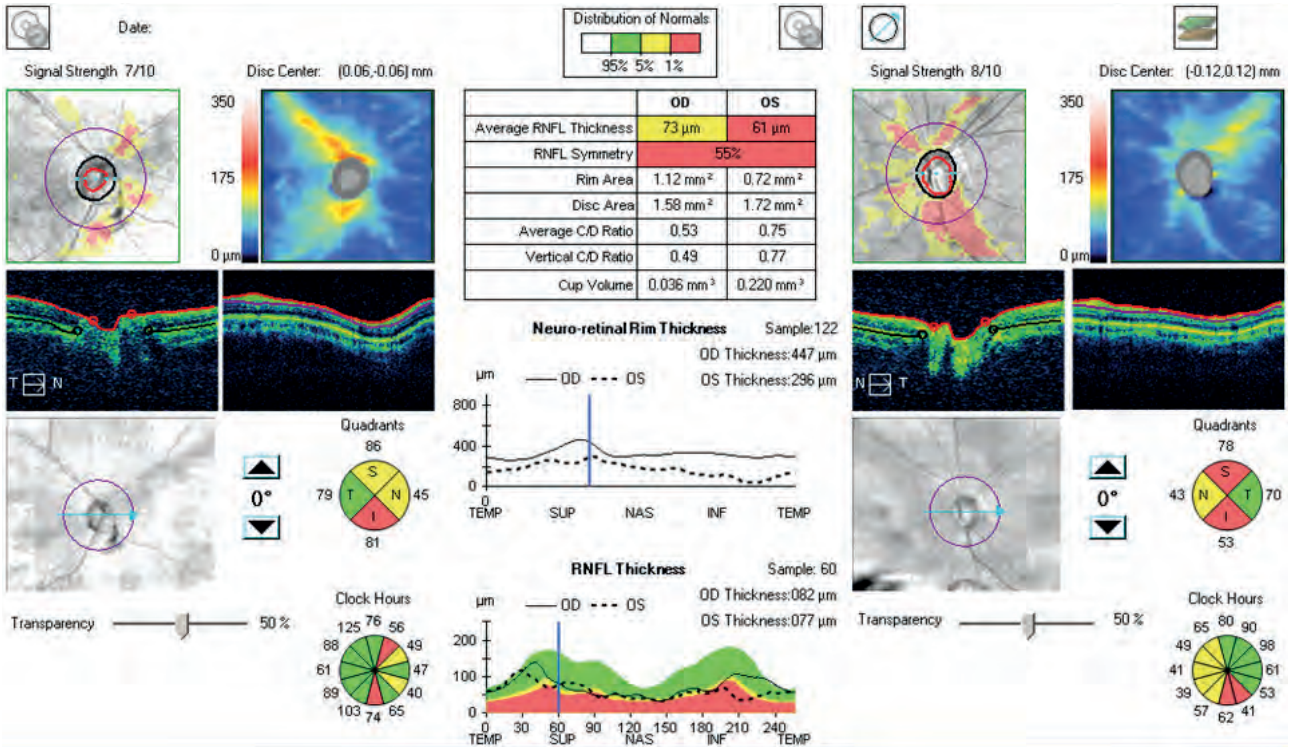 Date:
Distribution of Normals
95% 5% 1%
Signal Strength 7/10
Disc Center: (0.06,-0.06) mm
350
175
0 µm
OD OS
Average RNFL Thickness 73 µm 61 µm
RNFL Symmetry 55%
Rim Area 1.12 mm² 0.72 mm²
Disc Area 1.58 mm² 1.72 mm²
Average C/D Ratio 0.53 0.75
Vertical C/D Ratio 0.49 0.77
Cup Volume 0.036 mm³ 0.220 mm³
Signal Strength 8/10
Disc Center: (-0.12,0.12) mm
350
175
0 µm
T N
N T
Neuro-retinal Rim Thickness Sample:122
OD Thickness:447 µm
OS Thickness:296 µm
µm OD OS
800
400
0
0
TEMP SUP NAS INF TEMP
Quadrants
86
79 T S N I 45
81
0°
Transparency 50 %
Clock Hours
76
125 56
88 49
61 47
89 40
103 65
74
RNFL Thickness Sample: 60
OD Thickness:082 µm
OS Thickness:077 µm
µm OD OS
200
100
0
0 30 60 90 120 150 180 210 240
TEMP SUP NAS INF TEMP
0°
Quadrants
78
43 N S T I 70
53
Transparency 50 %
Clock Hours
80
65 90
49 98
41 61
39 53
57 41
62